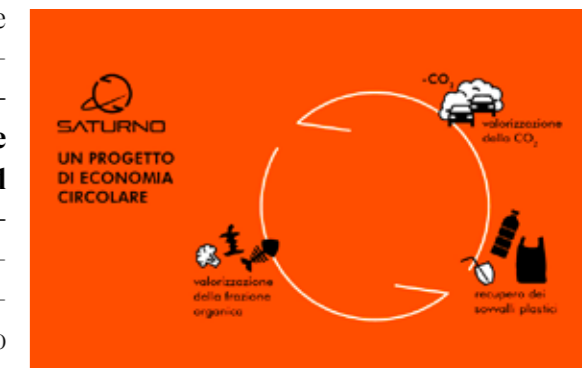 -CO2
valorizzazione
della CO2
SATURNO
UN PROGETTO
DI ECONOMIA
CIRCOLARE
valorizzazione
della frazione
organica
recupero dei
sovvalli plastici
e
e
l
o